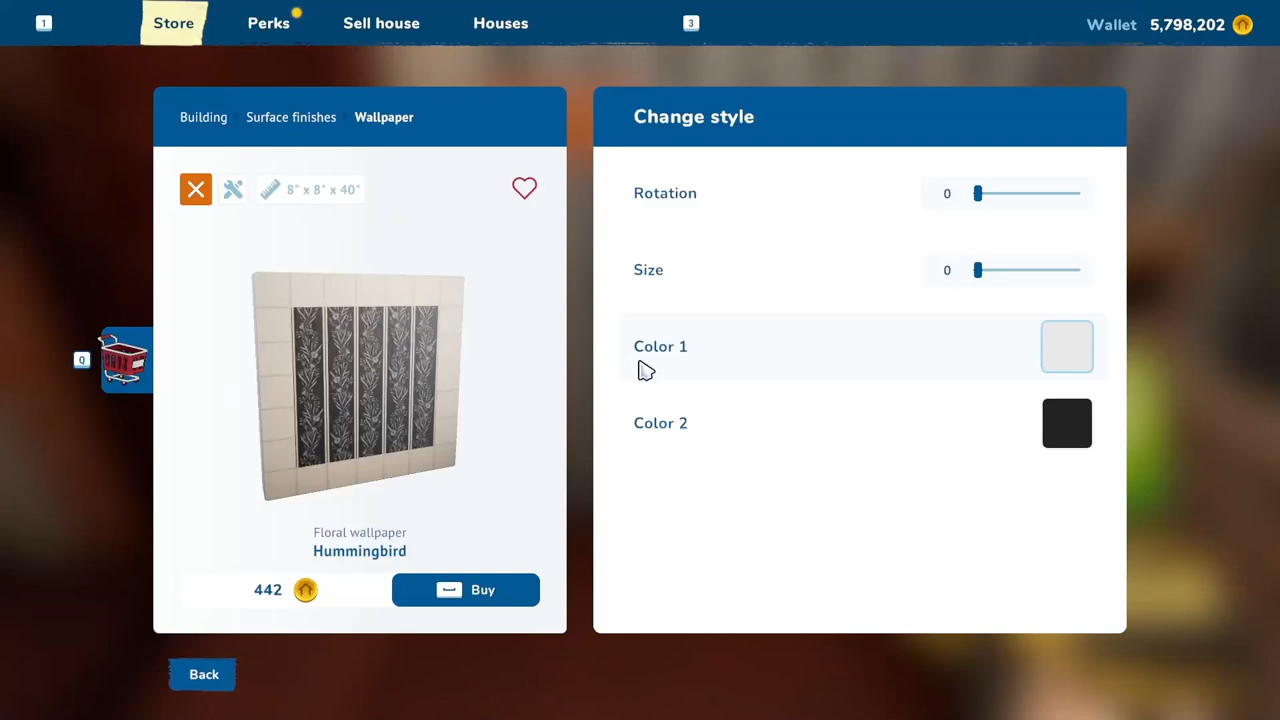 1
Store
Perks
Sell house
Houses
3
Wallet 5,798,202
Building Surface finishes Wallpaper
8" x 8" x 40"
Floral wallpaper
Hummingbird
442
Buy
Change style
Rotation 0
Size 0
Color 1
Color 2
Q
Back